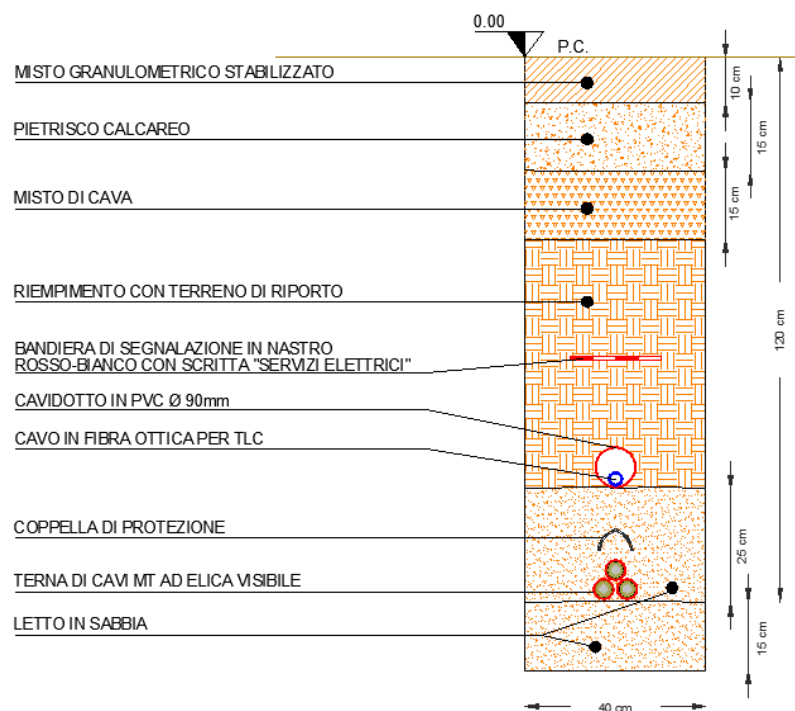 0.00
P.C.
MISTO GRANULOMETRICO STABILIZZATO
10 cm
PIETRISCO CALCAREO
15 cm
MISTO DI CAVA
15 cm
RIEMPIMENTO CON TERRENO DI RIPORTO
120 cm
BANDIERA DI SEGNALAZIONE IN NASTRO
ROSSO-BIANCO CON SCRITTA "SERVIZI ELETTRICI"
CAVIDOTTO IN PVC Ø 90mm
CAVO IN FIBRA OTTICA PER TLC
COPPELLA DI PROTEZIONE
25 cm
TERNA DI CAVI MT AD ELICA VISIBILE
LETTO IN SABBIA
15 cm
40 cm